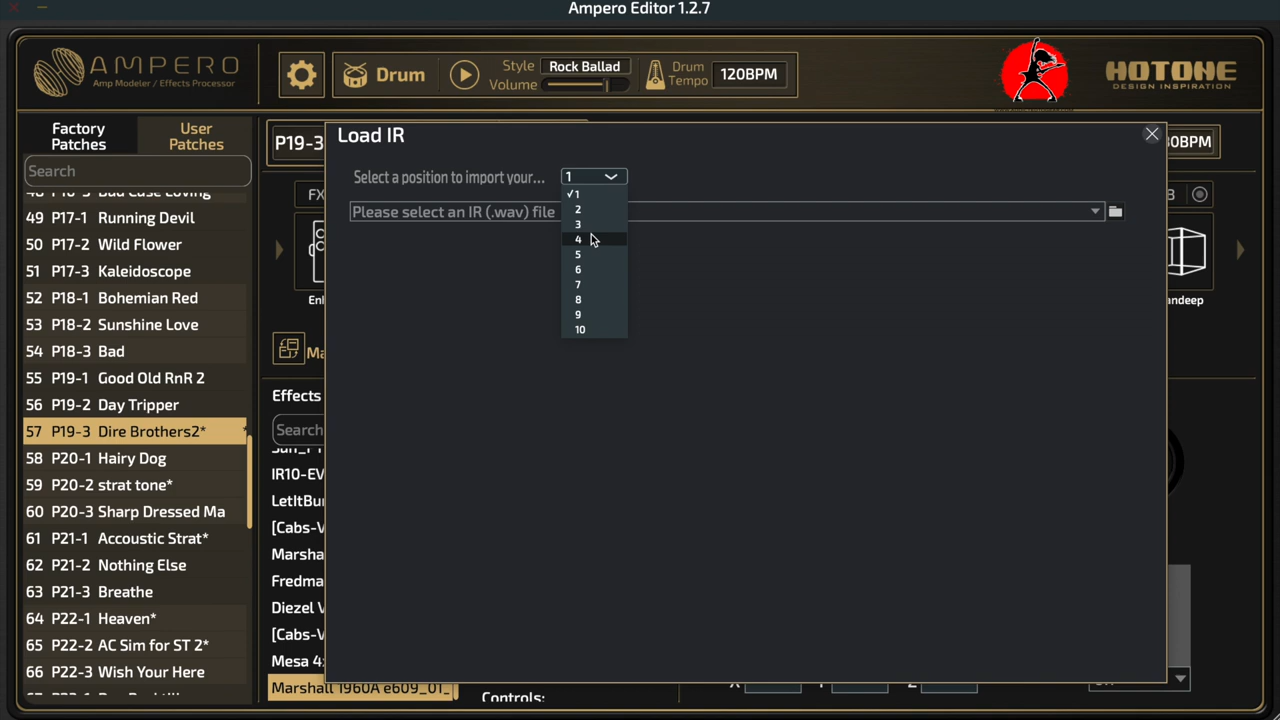 Ampero Editor 1.2.7
AMPERO
Amp Modeler / Effects Processor
Drum
Style
Rock Ballad
Volume
Drum
Tempo
120BPM
HOTONE
DESIGN INSPIRATION
Factory
Patches
User
Patches
Search
49 P17-1 Running Devil
50 P17-2 Wild Flower
51 P17-3 Kaleidoscope
52 P18-1 Bohemian Red
53 P18-2 Sunshine Love
54 P18-3 Bad
55 P19-1 Good Old RnR 2
56 P19-2 Day Tripper
57 P19-3 Dire Brothers2* *
58 P20-1 Hairy Dog
59 P20-2 strat tone*
60 P20-3 Sharp Dressed Ma
61 P21-1 Accoustic Strat*
62 P21-2 Nothing Else
63 P21-3 Breathe
64 P22-1 Heaven*
65 P22-2 AC Sim for ST 2*
66 P22-3 Wish Your Here
P19-3
0BPM
FX
B
Enl
andeep
Ma
Effects
Search
IR10-EV
LetItBu
[Cabs-V
Marsha
Fredma
Diezel V
[Cabs-V
Mesa 4x
Marshall 1960A e609_01_
Controls:
Load IR
Select a position to import your...
1
✓1
2
3
4
5
6
7
8
9
10
Please select an IR (.wav) file